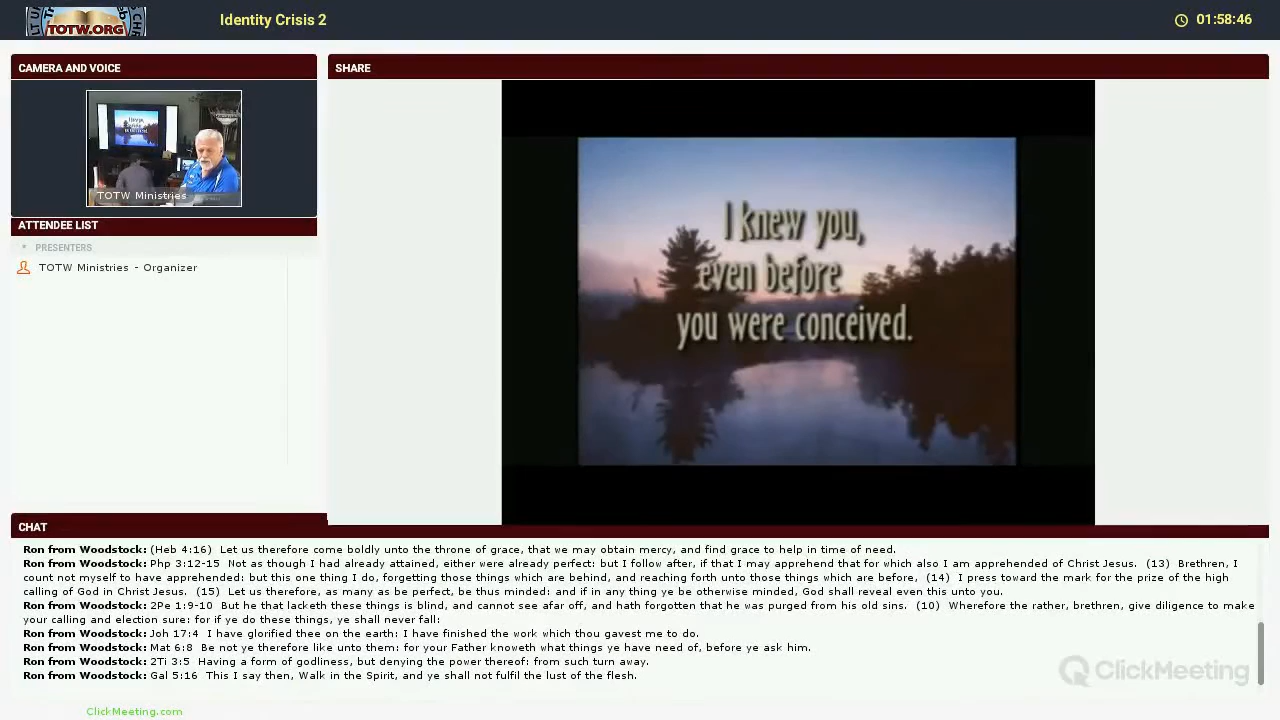 TOTW.ORG
Identity Crisis 2
01:58:46
CAMERA AND VOICE
SHARE
TOTW Ministries
I knew you,
even before
you were conceived.
ATTENDEE LIST
PRESENTERS
TOTW Ministries - Organizer
CHAT
Ron from Woodstock: (Heb 4:16)  Let us therefore come boldly unto the throne of grace, that we may obtain mercy, and find grace to help in time of need.
Ron from Woodstock: Php 3:12-15  Not as though I had already attained, either were already perfect: but I follow after, if that I may apprehend that for which also I am apprehended of Christ Jesus.  (13)  Brethren, I
count not myself to have apprehended: but this one thing I do, forgetting those things which are behind, and reaching forth unto those things which are before,  (14)  I press toward the mark for the prize of the high
calling of God in Christ Jesus.  (15)  Let us therefore, as many as be perfect, be thus minded: and if in any thing ye be otherwise minded, God shall reveal even this unto you.
Ron from Woodstock: 2Pe 1:9-10  But he that lacketh these things is blind, and cannot see afar off, and hath forgotten that he was purged from his old sins.  (10)  Wherefore the rather, brethren, give diligence to make
your calling and election sure: for if ye do these things, ye shall never fall:
Ron from Woodstock: Joh 17:4  I have glorified thee on the earth: I have finished the work which thou gavest me to do.
Ron from Woodstock: Mat 6:8  Be not ye therefore like unto them: for your Father knoweth what things ye have need of, before ye ask him.
Ron from Woodstock: 2Ti 3:5  Having a form of godliness, but denying the power thereof: from such turn away.
Ron from Woodstock: Gal 5:16  This I say then, Walk in the Spirit, and ye shall not fulfil the lust of the flesh.
ClickMeeting
ClickMeeting.com